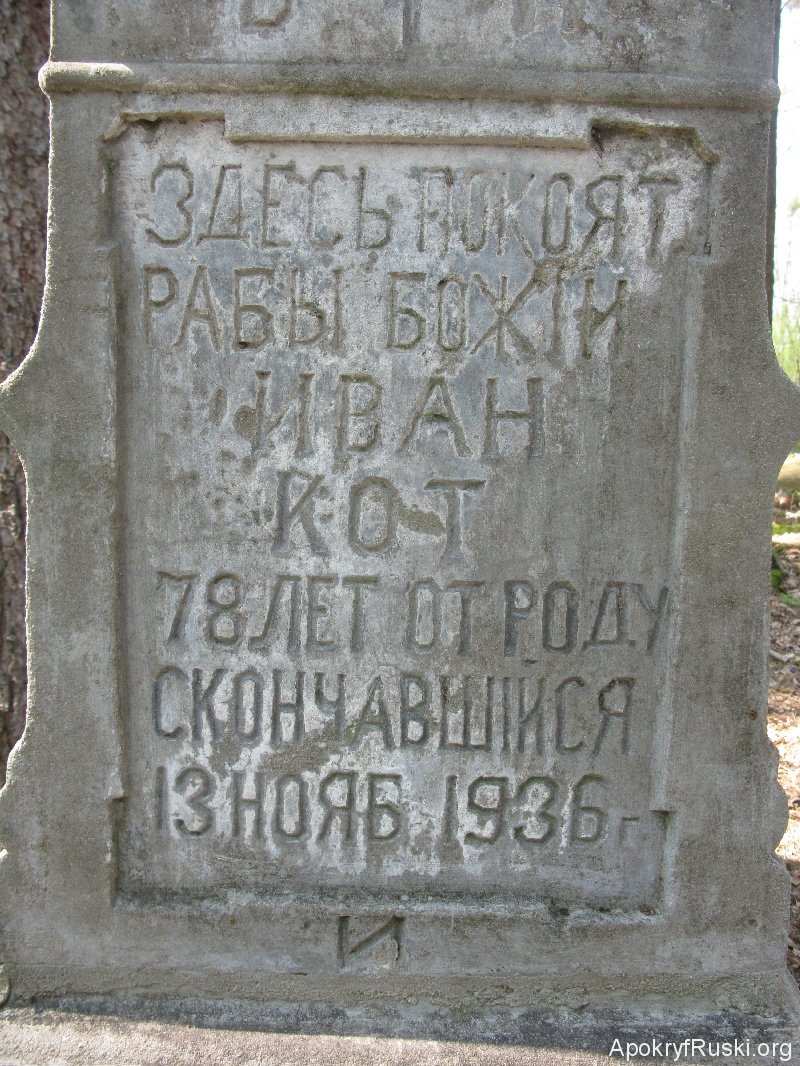 ЗДЕСЬ ПОКОЯТ.
РАБЫ БОЖІИ
ИВАН
КОТ
78 ЛЕТ ОТ РОДУ
СКОНЧАВШІЙСЯ
13 НОЯБ 1936 г.
И
ApokryfRuski.org